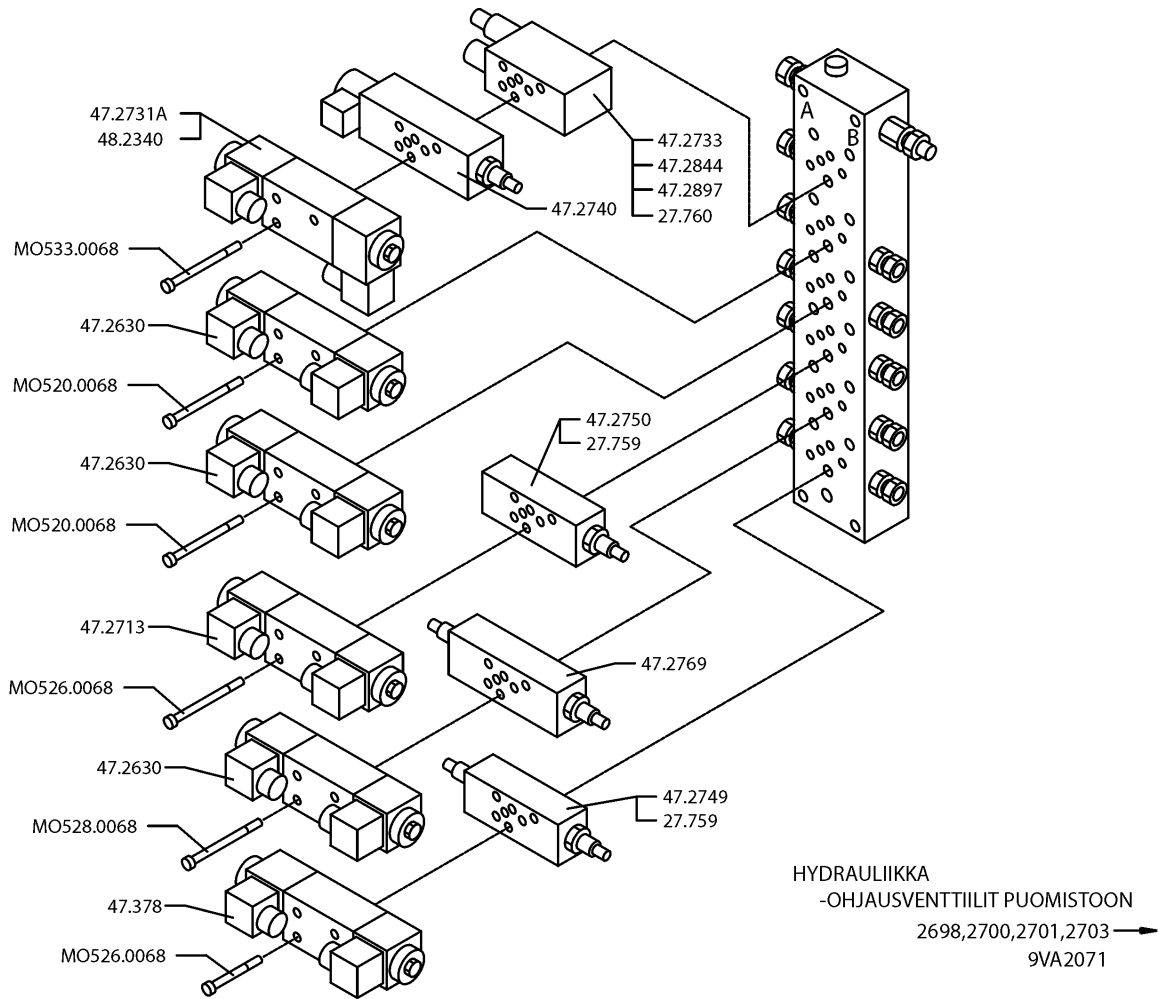 47.2731A
48.2340
A
B
47.2733
47.2844
47.2897
27.760
47.2740
MO533.0068
47.2630
MO520.0068
47.2750
27.759
47.2630
MO520.0068
47.2713
47.2769
MO526.0068
47.2630
47.2749
27.759
MO528.0068
HYDRAULIIKKA
-OHJAUSVENTTIILIT PUOMISTOON
47.378
2698,2700,2701,2703
MO526.0068
9VA2071